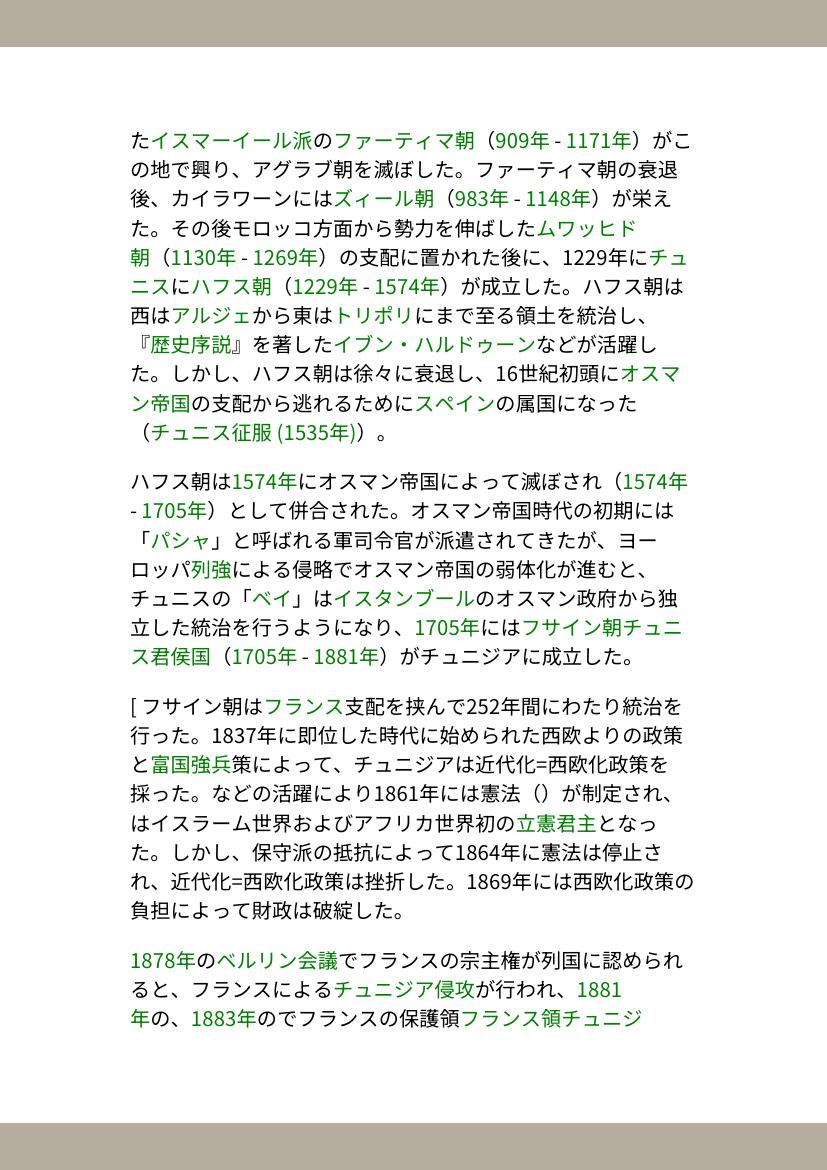 たイスマーイール派のファーティマ朝（909年 - 1171年）がこ
の地で興り、アグラブ朝を滅ぼした。ファーティマ朝の衰退
後、カイラワーンにはズィール朝（983年 - 1148年）が栄え
た。その後モロッコ方面から勢力を伸ばしたムワッヒド
朝（1130年 - 1269年）の支配に置かれた後に、1229年にチュ
ニスにハフス朝（1229年 - 1574年）が成立した。ハフス朝は
西はアルジェから東はトリポリにまで至る領土を統治し、
『歴史序説』を著したイブン・ハルドゥーンなどが活躍し
た。しかし、ハフス朝は徐々に衰退し、16世紀初頭にオスマ
ン帝国の支配から逃れるためにスペインの属国になった
（チュニス征服 (1535年)）。
ハフス朝は1574年にオスマン帝国によって滅ぼされ（1574年
- 1705年）として併合された。オスマン帝国時代の初期には
「パシャ」と呼ばれる軍司令官が派遣されてきたが、ヨー
ロッパ列強による侵略でオスマン帝国の弱体化が進むと、
チュニスの「ベイ」はイスタンブールのオスマン政府から独
立した統治を行うようになり、1705年にはフサイン朝チュニ
ス君侯国（1705年 - 1881年）がチュニジアに成立した。
[ フサイン朝はフランス支配を挟んで252年間にわたり統治を
行った。1837年に即位した時代に始められた西欧よりの政策
と富国強兵策によって、チュニジアは近代化=西欧化政策を
採った。などの活躍により1861年には憲法（）が制定され、
はイスラーム世界およびアフリカ世界初の立憲君主となっ
た。しかし、保守派の抵抗によって1864年に憲法は停止さ
れ、近代化=西欧化政策は挫折した。1869年には西欧化政策の
負担によって財政は破綻した。
1878年のベルリン会議でフランスの宗主権が列国に認められ
ると、フランスによるチュニジア侵攻が行われ、1881
年の、1883年のでフランスの保護領フランス領チュニジ